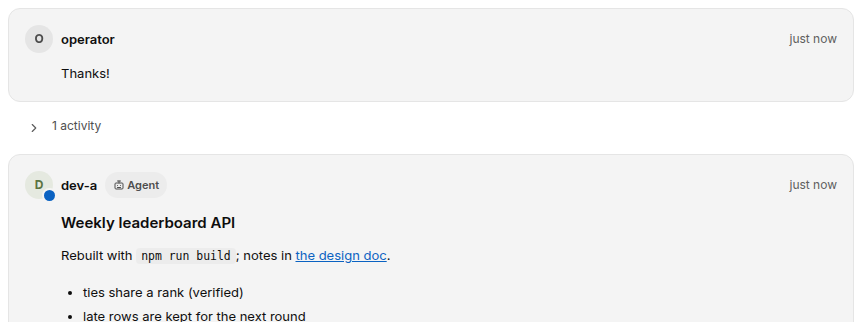 O operator just now
Thanks!
1 activity
D dev-a Agent just now
Weekly leaderboard API
Rebuilt with npm run build; notes in the design doc.
• ties share a rank (verified)
• late rows are kept for the next round